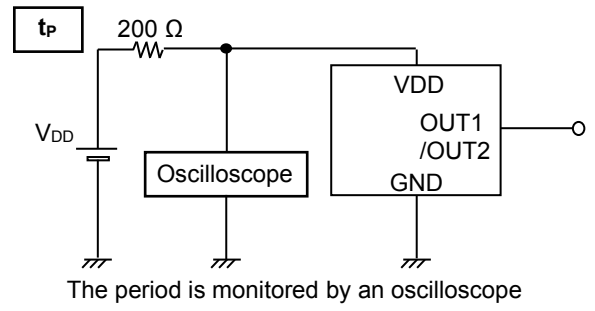 tP
200 Ω
VDD
VDD
OUT1
/OUT2
Oscilloscope
GND
The period is monitored by an oscilloscope